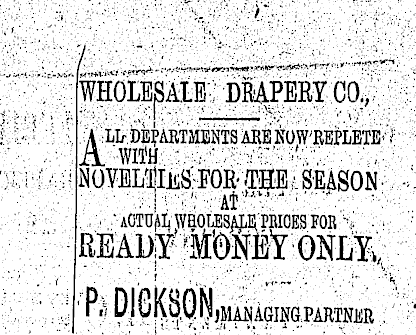 WHOLESALE DRAPERY CO.,
ALL DEPARTMENTS ARE NOW REPLETE
WITH
NOVELTIES FOR THE SEASON
AT
ACTUAL WHOLESALE PRICES FOR
READY MONEY ONLY.
P. DICKSON, MANAGING PARTNER